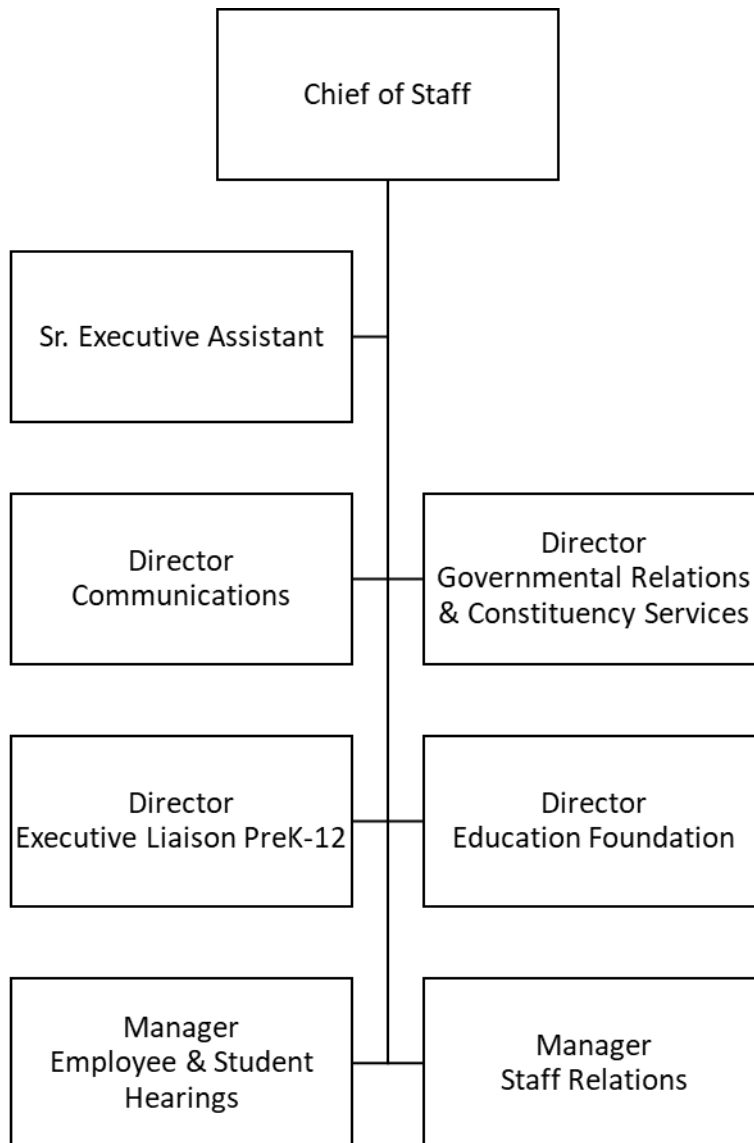 Chief of Staff
Sr. Executive Assistant
Director
Communications
Director
Governmental Relations
& Constituency Services
Director
Executive Liaison PreK-12
Director
Education Foundation
Manager
Employee & Student
Hearings
Manager
Staff Relations